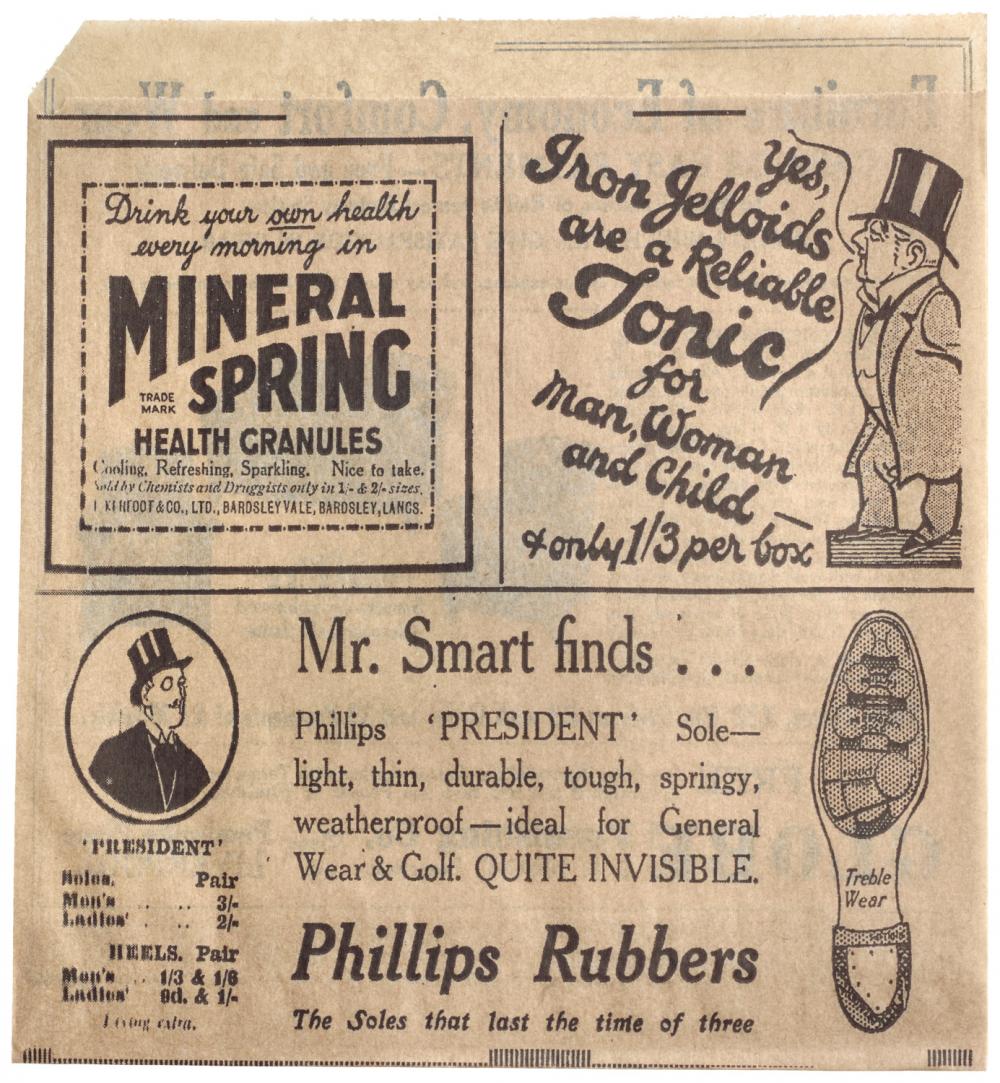 Drink your own health
every morning in
MINERAL
SPRING
TRADE
MARK
HEALTH GRANULES
Cooling. Refreshing. Sparkling. Nice to take.
Sold by Chemists and Druggists only in 1/- & 2/- sizes.
KERFOOT & CO., LTD., BARDSLEY VALE, BARDSLEY, LANCS.
Yes,
Iron Jelloids
are a Reliable
Tonic
for
Man, Woman
and Child —
& only 1/3 per box
Mr. Smart finds . . .
Phillips ‘PRESIDENT’ Sole—
light, thin, durable, tough, springy,
weatherproof—ideal for General
Wear & Golf. QUITE INVISIBLE.
Phillips Rubbers
The Soles that last the time of three
‘PRESIDENT’
Soles. Pair
Men's . . .. 3/-
Ladies' . .. 2/-
HEELS. Pair
Men's .. 1/3 & 1/6
Ladies' 9d. & 1/-
Fixing extra.
Treble
Wear